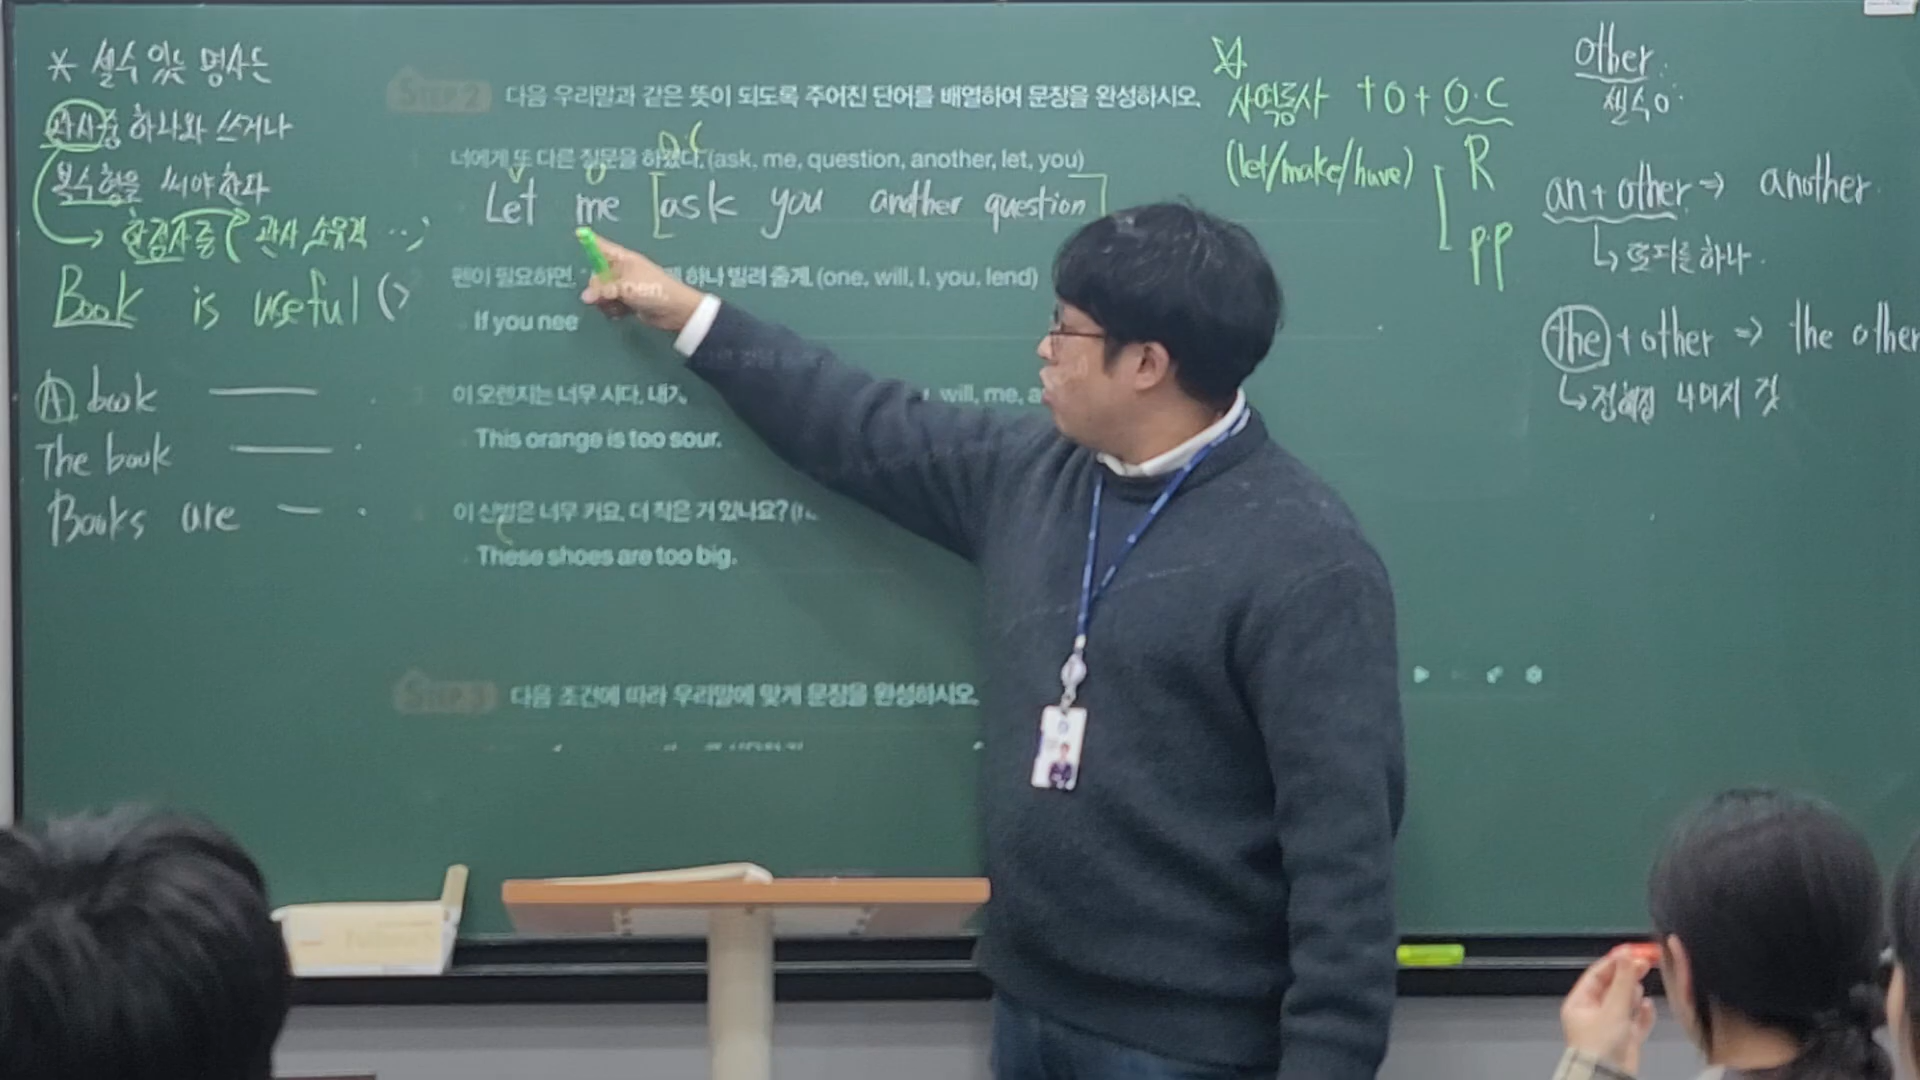 * 셀수 있는 명사는
관사중 하나와 쓰거나
복수형을 써야한다
한정사중 ( 관사, 소유격 ...)
Book is useful (
A book
The book
Books are
STEP 2 다음 우리말과 같은 뜻이 되도록 주어진 단어를 배열하여 문장을 완성하시오.
O.C
너에게 또 다른 질문을 하겠다. (ask, me, question, another, let, you)
V O
Let me [ask you another question]
펜이 필요하면, 하나 빌려 줄게. (one, will, I, you, lend)
If you nee a pen,
이 오렌지는 너무 시다. 내가 will, me, a
This orange is too sour.
이 신발은 너무 커요. 더 작은 거 있나요?
These shoes are too big.
STEP 3 다음 조건에 따라 우리말에 맞게 문장을 완성하시오.
사역동사 + O + O.C
(let/make/have) R
p.p
other
셀수O
an + other => another
또다른 하나
the + other => the other
정해진 나머지 것